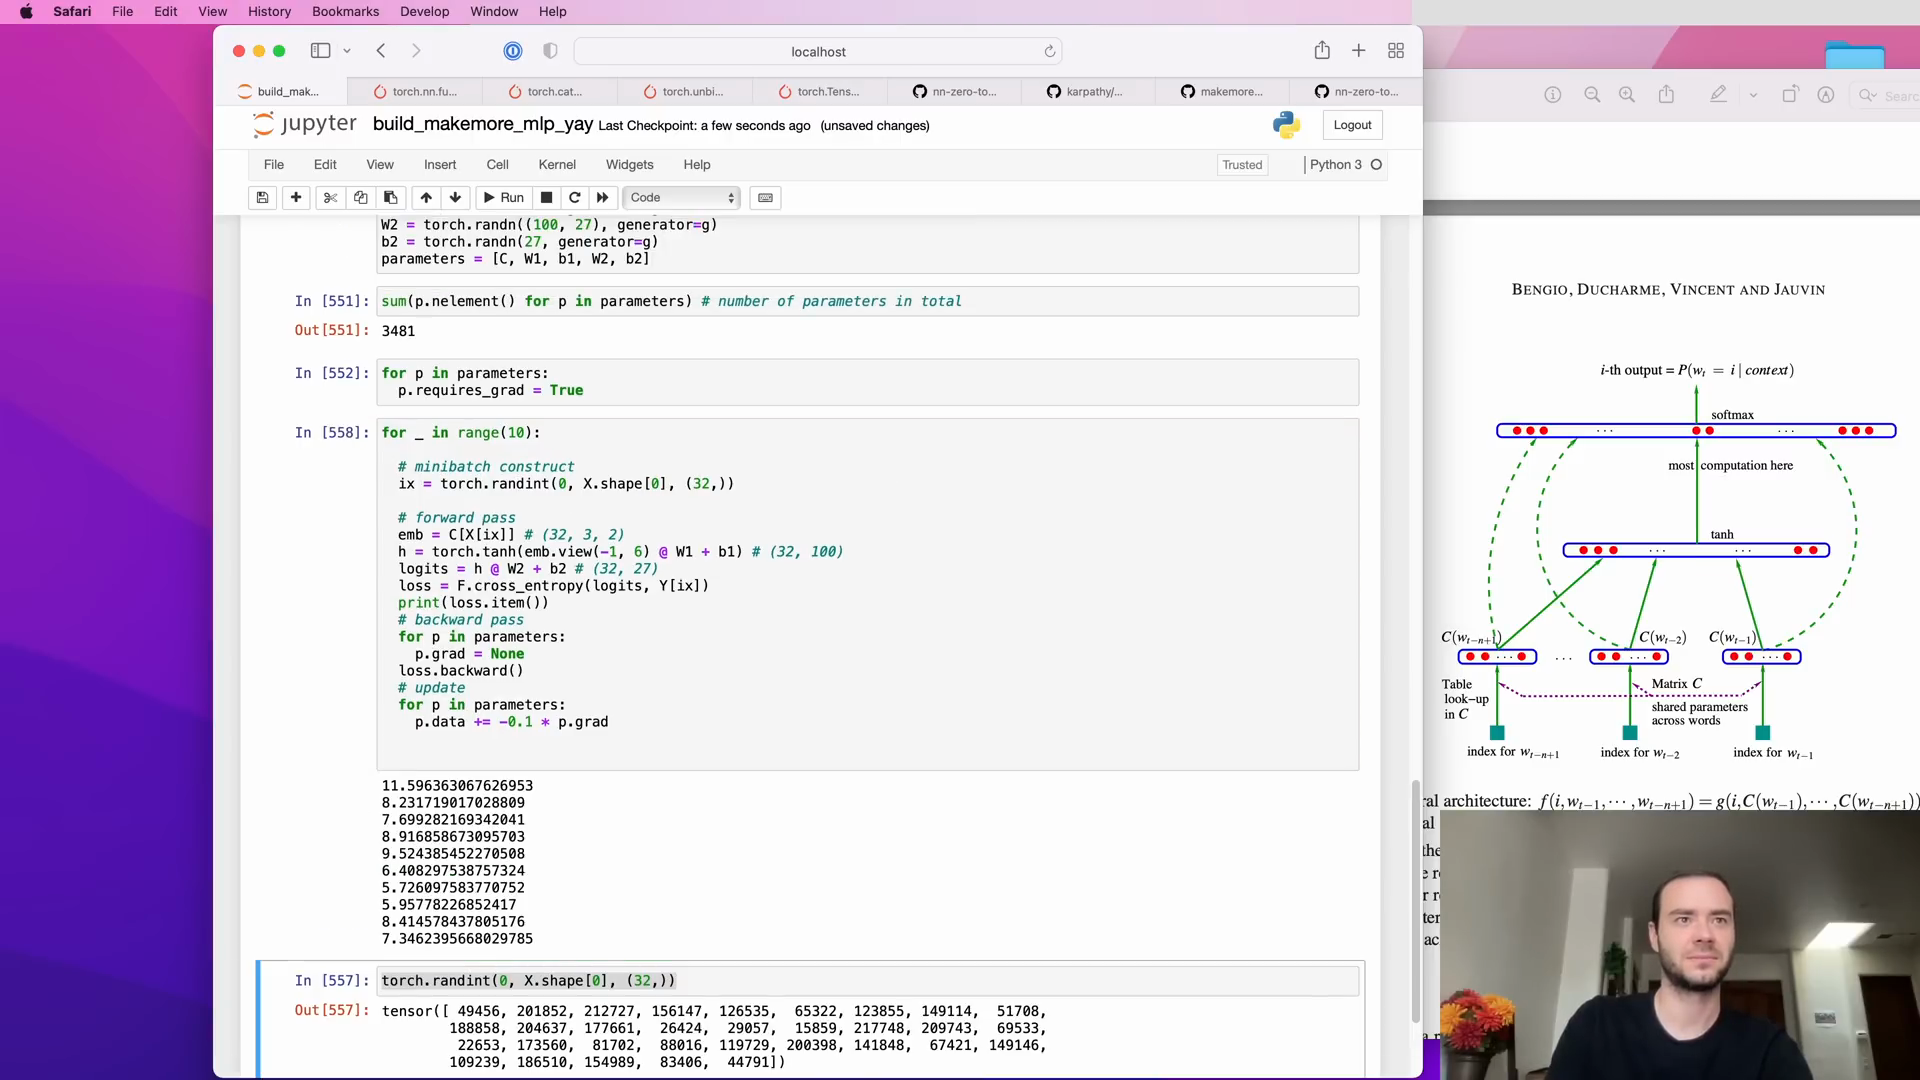 Safari File Edit View History Bookmarks Develop Window Help
localhost
build_mak... torch.nn.fu... torch.cat... torch.unbi... torch.Tens... nn-zero-to... karpathy/... makemore... nn-zero-to...
jupyter build_makemore_mlp_yay Last Checkpoint: a few seconds ago (unsaved changes) Logout
File Edit View Insert Cell Kernel Widgets Help Trusted Python 3
Run Code
W2 = torch.randn((100, 27), generator=g)
b2 = torch.randn(27, generator=g)
parameters = [C, W1, b1, W2, b2]
In [551]: sum(p.nelement() for p in parameters) # number of parameters in total
Out[551]: 3481
In [552]: for p in parameters:
p.requires_grad = True
In [558]: for _ in range(10):
# minibatch construct
ix = torch.randint(0, X.shape[0], (32,))
# forward pass
emb = C[X[ix]] # (32, 3, 2)
h = torch.tanh(emb.view(-1, 6) @ W1 + b1) # (32, 100)
logits = h @ W2 + b2 # (32, 27)
loss = F.cross_entropy(logits, Y[ix])
print(loss.item())
# backward pass
for p in parameters:
p.grad = None
loss.backward()
# update
for p in parameters:
p.data += -0.1 * p.grad
11.596363067626953
8.231719017028809
7.699282169342041
8.916858673095703
9.524385452270508
6.408297538757324
5.726097583770752
5.95778226852417
8.414578437805176
7.3462395668029785
In [557]: torch.randint(0, X.shape[0], (32,))
Out[557]: tensor([ 49456, 201852, 212727, 156147, 126535, 65322, 123855, 149114, 51708,
188858, 204637, 177661, 26424, 29057, 15859, 217748, 209743, 69533,
22653, 173560, 81702, 88016, 119729, 200398, 141848, 67421, 149146,
109239, 186510, 154989, 83406, 44791])
Search
BENGIO, DUCHARME, VINCENT AND JAUVIN
i-th output = P(w_t = i | context)
softmax
most computation here
tanh
C(w_{t−n+1}) C(w_{t−2}) C(w_{t−1})
Table look−up in C
Matrix C
shared parameters across words
index for w_{t−n+1} index for w_{t−2} index for w_{t−1}
architecture: f(i,w_{t−1},⋯,w_{t−n+1}) = g(i,C(w_{t−1}),⋯,C(w_{t−n+1}))